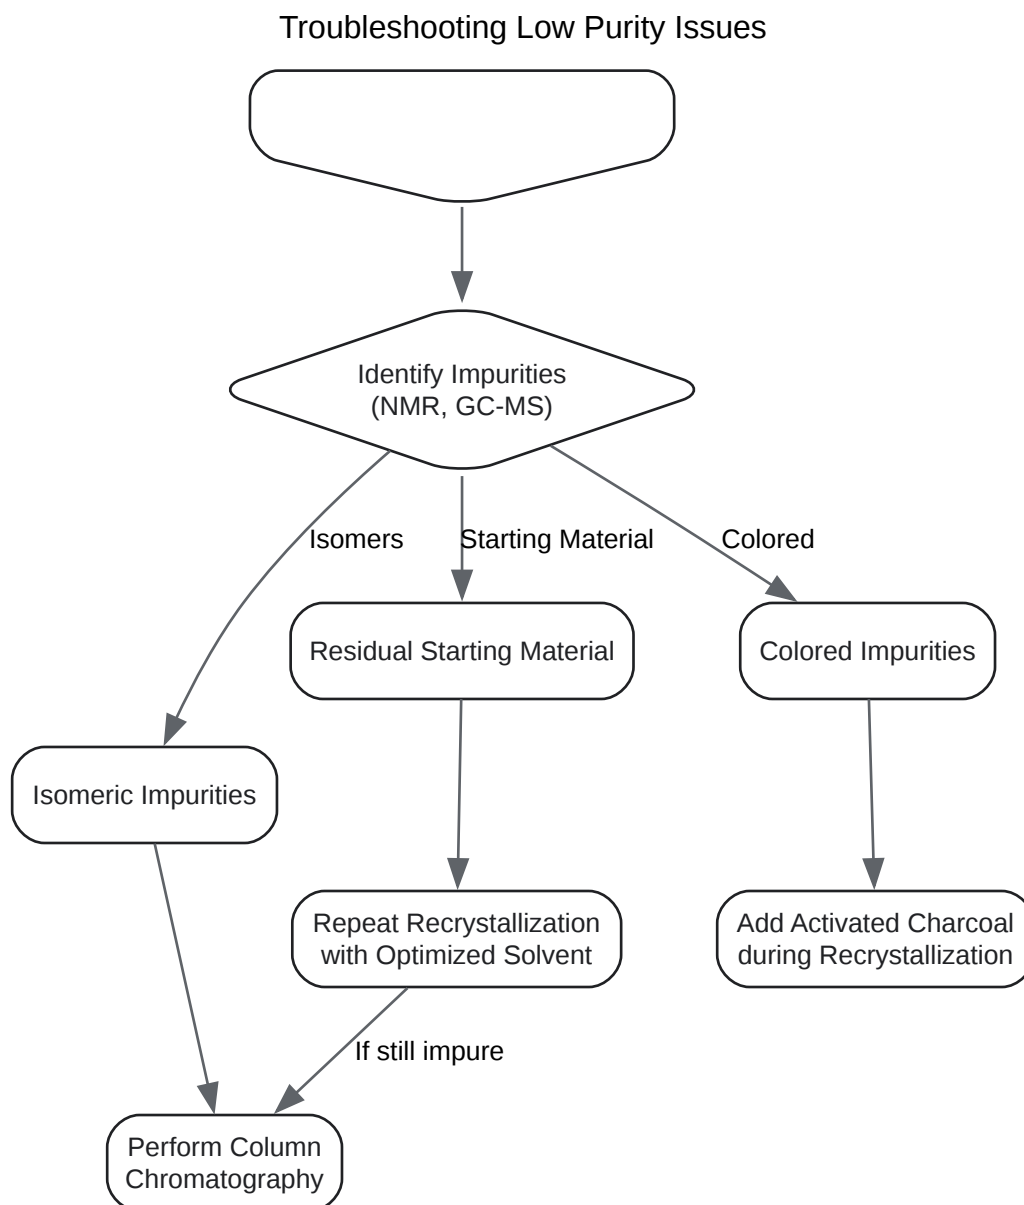 Troubleshooting Low Purity Issues
Identify Impurities
(NMR, GC-MS)
Isomers
Starting Material
Colored
Residual Starting Material
Colored Impurities
Isomeric Impurities
Repeat Recrystallization
with Optimized Solvent
Add Activated Charcoal
during Recrystallization
If still impure
Perform Column
Chromatography